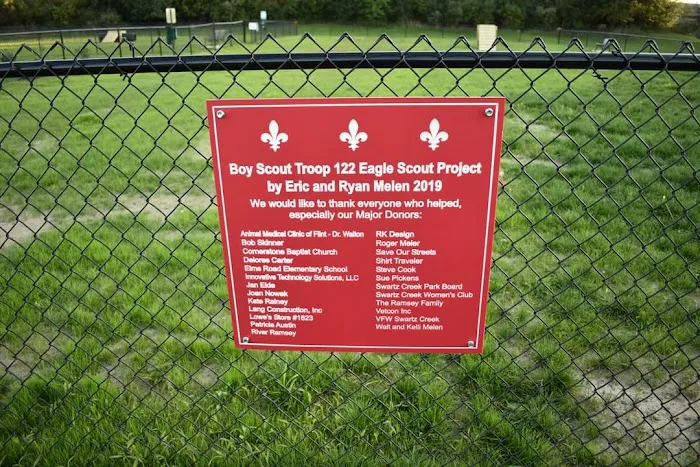 Boy Scout Troop 122 Eagle Scout Project
by Eric and Ryan Melen 2019
We would like to thank everyone who helped,
especially our Major Donors:
Animal Medical Clinic of Flint - Dr. Walton
Bob Skinner
Cornerstone Baptist Church
Delores Carter
Elms Road Elementary School
Innovative Technology Solutions, LLC
Jan Eide
Joan Nowak
Kate Rainey
Lang Construction, Inc
Lowe's Store #1823
Patricia Austin
River Ramsey
RK Design
Roger Meier
Save Our Streets
Shirt Traveler
Steve Cook
Sue Pickens
Swartz Creek Park Board
Swartz Creek Women's Club
The Ramsey Family
Vetcon Inc
VFW Swartz Creek
Walt and Kelli Melen